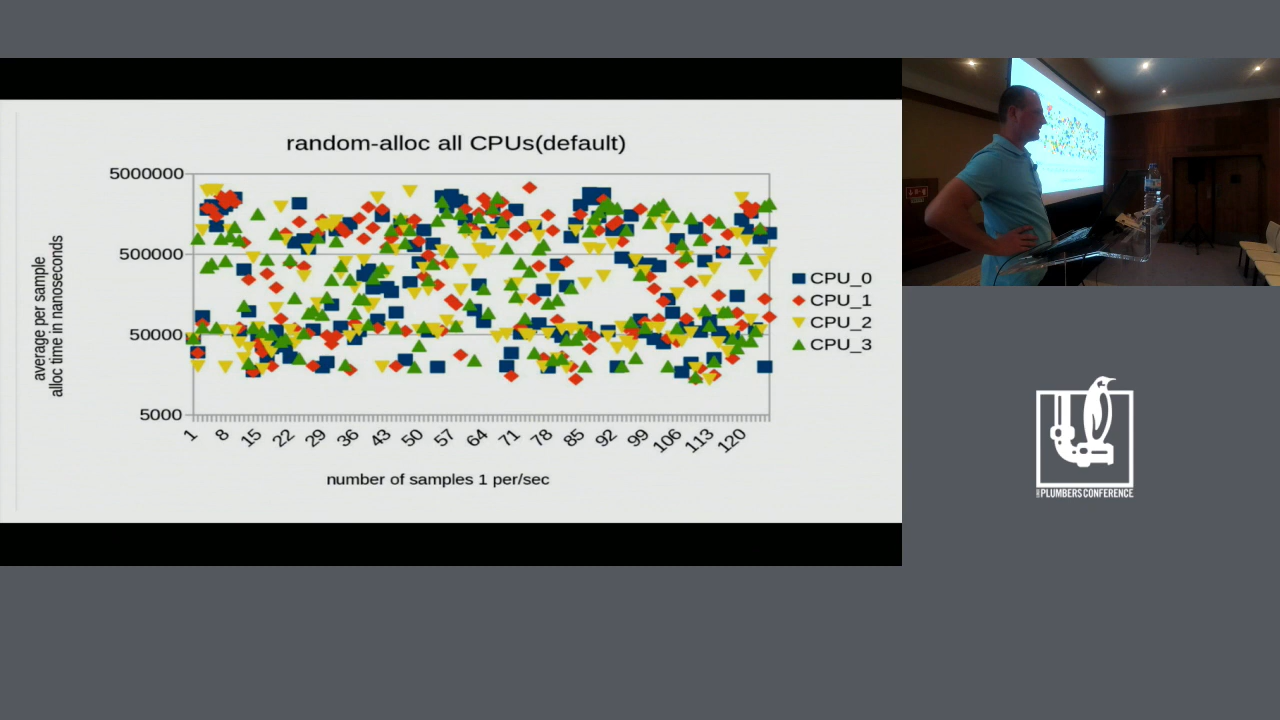 random-alloc all CPUs(default)
average per sample
alloc time in nanoseconds
5000000
500000
50000
5000
1 8 15 22 29 36 43 50 57 64 71 78 85 92 99 106 113 120
number of samples 1 per/sec
CPU_0
CPU_1
CPU_2
CPU_3
PLUMBERS CONFERENCE